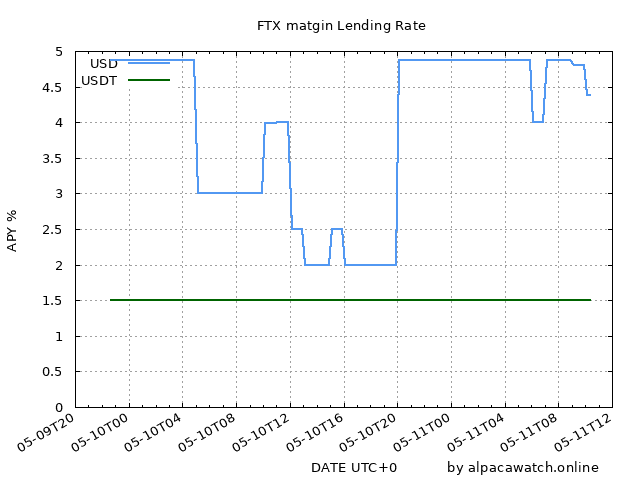 FTX matgin Lending Rate
USD
USDT
5
4.5
4
3.5
3
2.5
2
1.5
1
0.5
0
APY %
05-09T20
05-10T00
05-10T04
05-10T08
05-10T12
05-10T16
05-10T20
05-11T00
05-11T04
05-11T08
05-11T12
DATE UTC+0
by alpacawatch.online